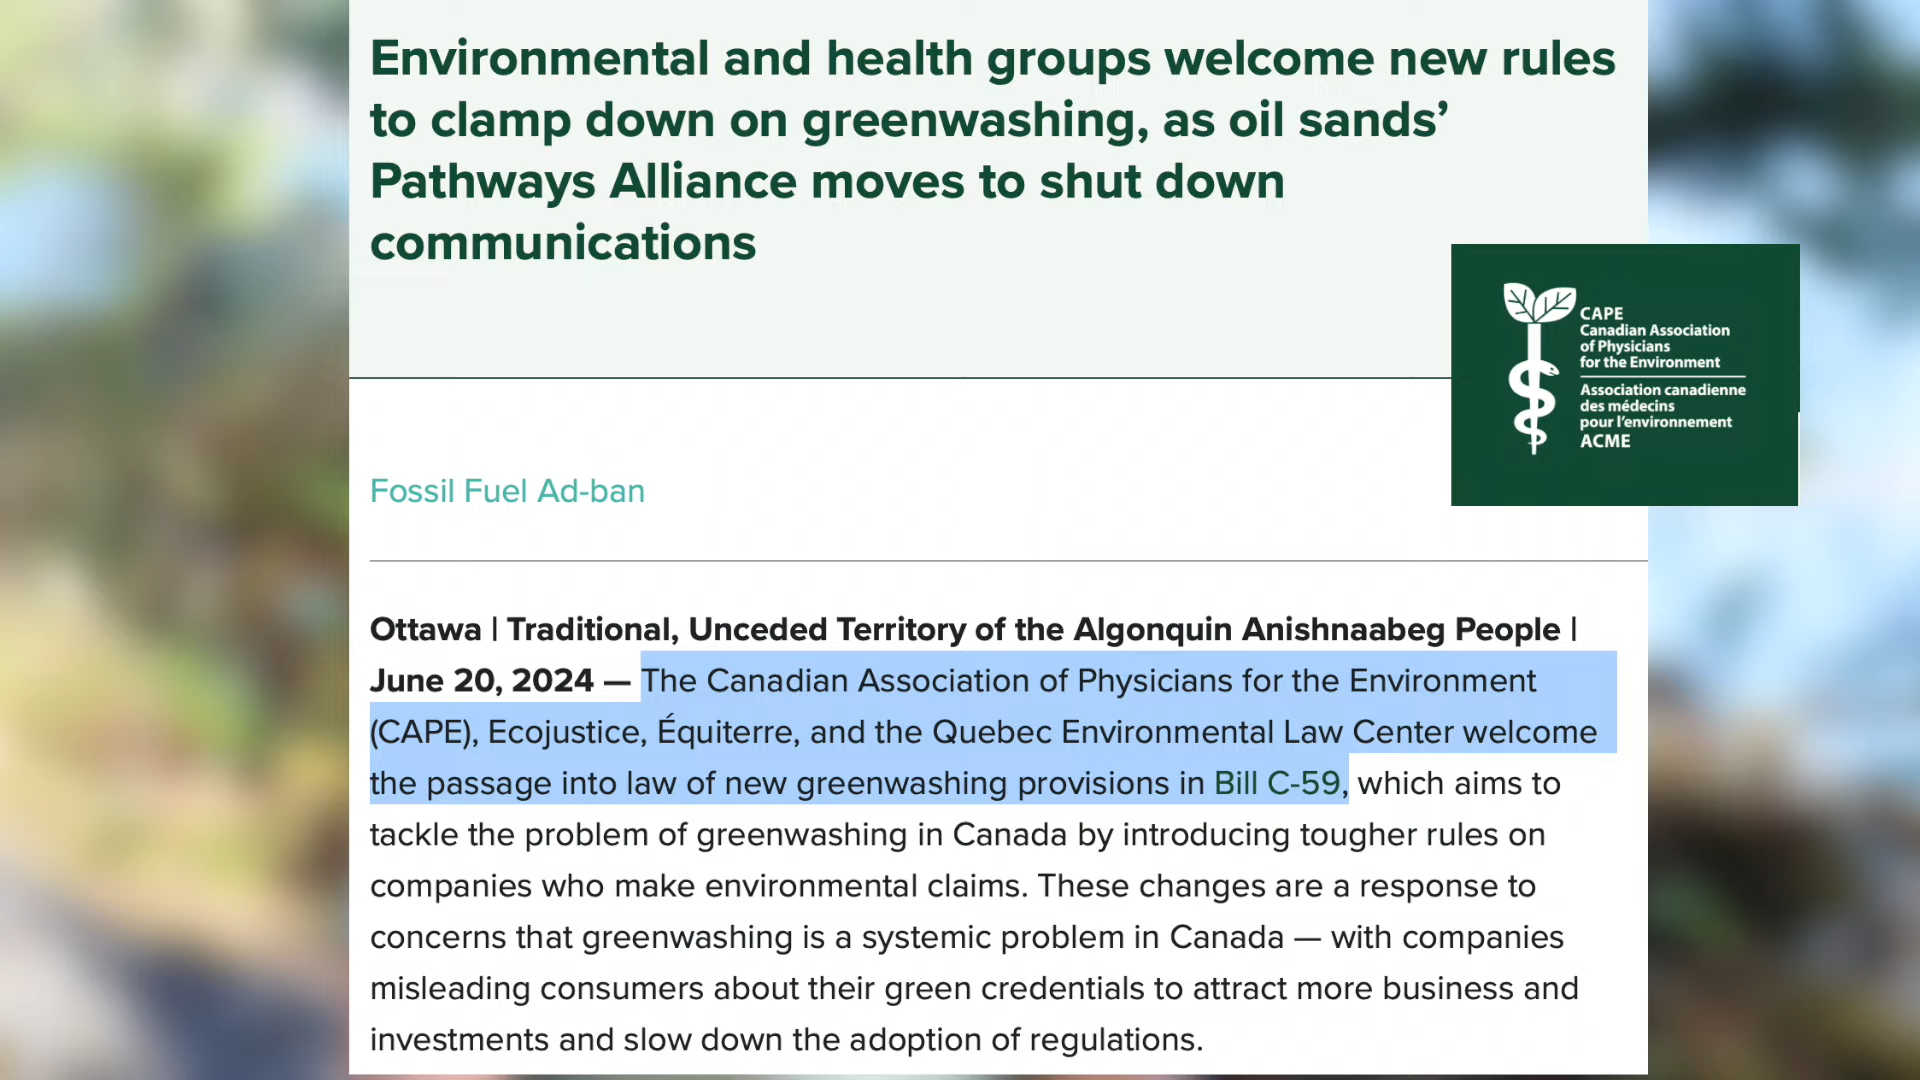 Environmental and health groups welcome new rules
to clamp down on greenwashing, as oil sands’
Pathways Alliance moves to shut down
communications
CAPE
Canadian Association
of Physicians
for the Environment
Association canadienne
des médecins
pour l’environnement
ACME
Fossil Fuel Ad-ban
Ottawa | Traditional, Unceded Territory of the Algonquin Anishnaabeg People |
June 20, 2024 — The Canadian Association of Physicians for the Environment
(CAPE), Ecojustice, Équiterre, and the Quebec Environmental Law Center welcome
the passage into law of new greenwashing provisions in Bill C-59, which aims to
tackle the problem of greenwashing in Canada by introducing tougher rules on
companies who make environmental claims. These changes are a response to
concerns that greenwashing is a systemic problem in Canada — with companies
misleading consumers about their green credentials to attract more business and
investments and slow down the adoption of regulations.